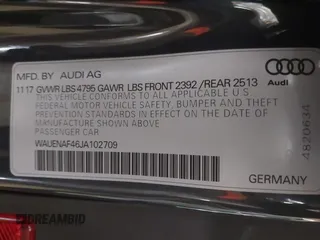 MFD. BY AUDI AG
Audi
11 17 GVWR LBS 4795 GAWR LBS FRONT 2392 /REAR 2513
THIS VEHICLE CONFORMS TO ALL APPLICABLE U.S.
FEDERAL MOTOR VEHICLE SAFETY, BUMPER AND THEFT
PREVENTION STANDARDS IN EFFECT ON THE DATE OF
MANUFACTURE SHOWN ABOVE.
PASSENGER CAR
WAUENAF46JA102709
GERMANY
4820634
DREAMBID